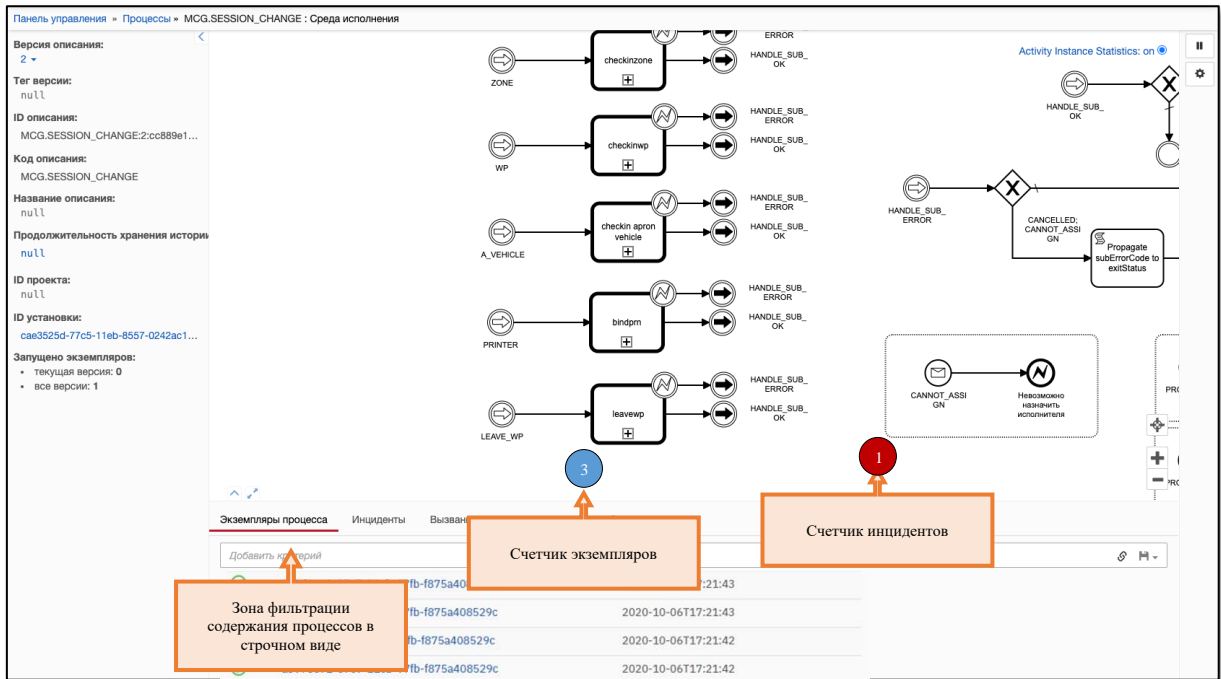 Панель управления » Процессы » MCG.SESSION_CHANGE : Среда исполнения
Версия описания:
2
Тег версии:
null
ID описания:
MCG.SESSION_CHANGE:2:cc889e1...
Код описания:
MCG.SESSION_CHANGE
Название описания:
null
Продолжительность хранения истории
null
ID проекта:
null
ID установки:
cae3525d-77c5-11eb-8557-0242ac1...
Запущено экземпляров:
• текущая версия: 0
• все версии: 1
Activity Instance Statistics: on
ZONE
checkinzone
ERROR
HANDLE_SUB_
OK
WP
checkinwp
HANDLE_SUB_
ERROR
HANDLE_SUB_
OK
A_VEHICLE
checkin apron
vehicle
HANDLE_SUB_
ERROR
HANDLE_SUB_
OK
PRINTER
bindprn
HANDLE_SUB_
ERROR
HANDLE_SUB_
OK
LEAVE_WP
leavewp
HANDLE_SUB_
ERROR
HANDLE_SUB_
OK
HANDLE_SUB_
OK
HANDLE_SUB_
ERROR
CANCELLED;
CANNOT_ASSI
GN
Propagate
subErrorCode to
exitStatus
CANNOT_ASSI
GN
Невозможно
назначить
исполнителя
3
1
Экземпляры процесса
Инциденты
Счетчик экземпляров
Счетчик инцидентов
Добавить критерий
Зона фильтрации
содержания процессов в
строчном виде
:21:43
fb-f875a408529c 2020-10-06T17:21:43
fb-f875a408529c 2020-10-06T17:21:42
fb-f875a408529c 2020-10-06T17:21:42